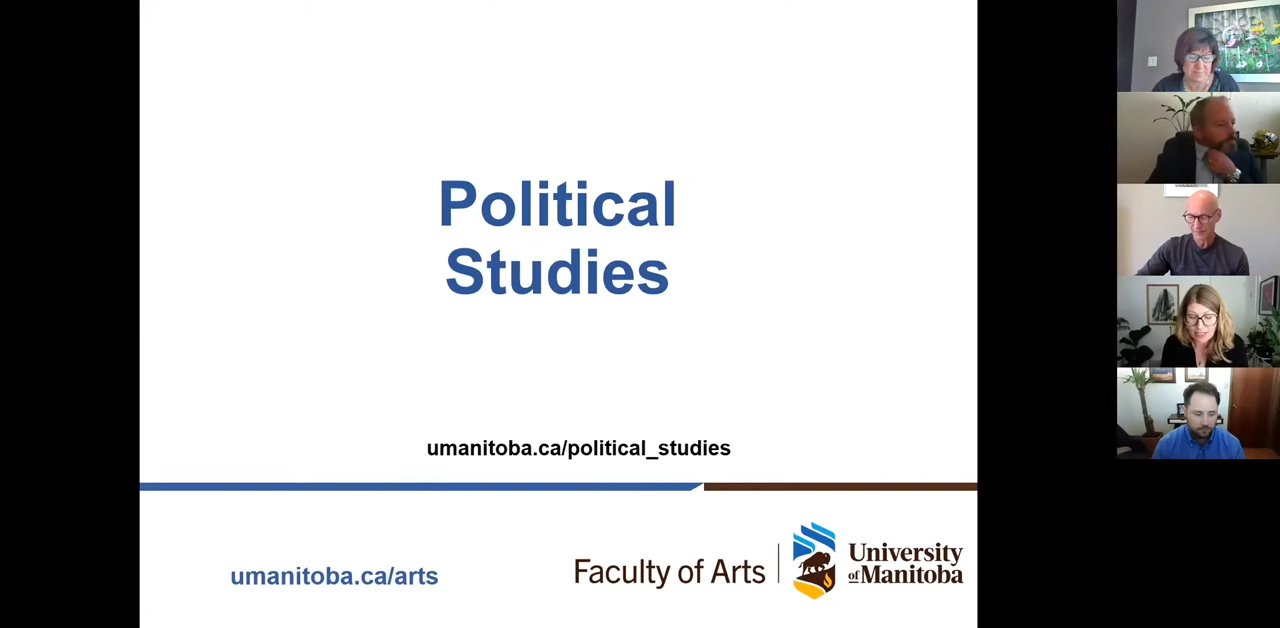 Political
Studies
umanitoba.ca/political_studies
umanitoba.ca/arts
Faculty of Arts
University
of Manitoba